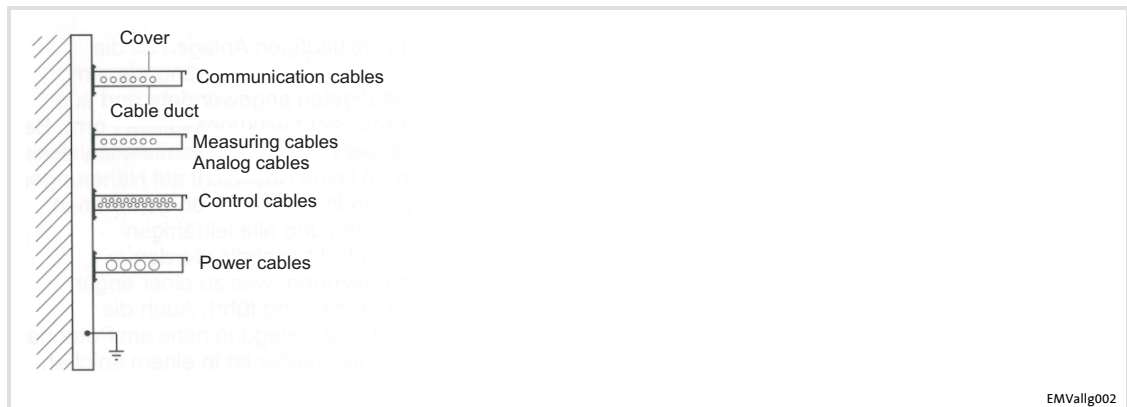 Cover
Communication cables
Cable duct
Measuring cables
Analog cables
Control cables
Power cables
EMVallg002